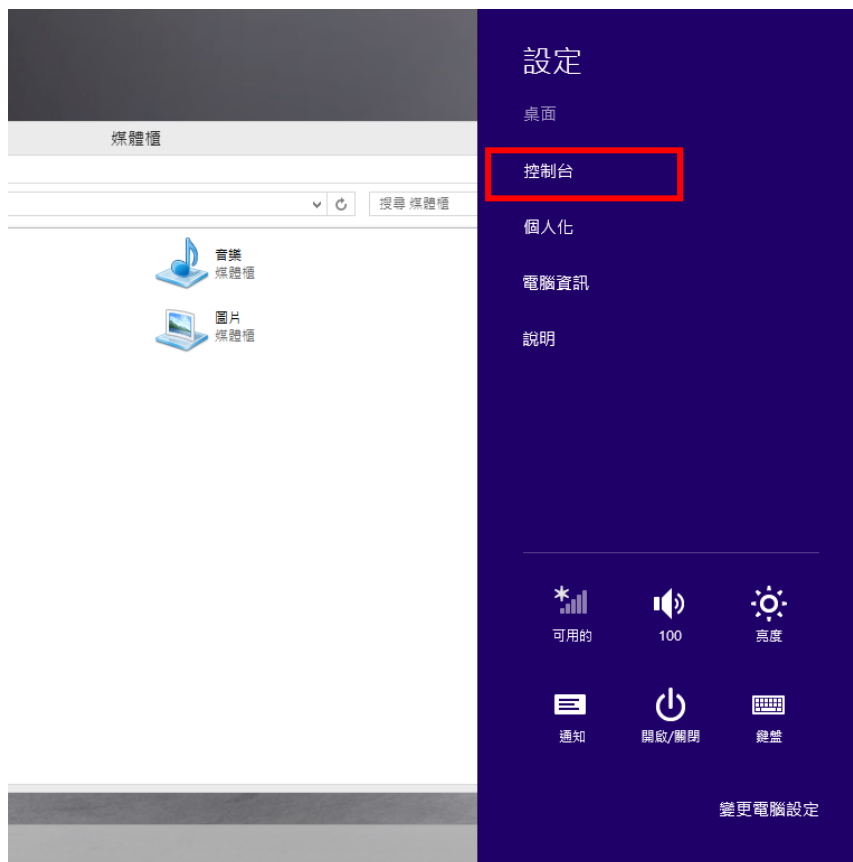 媒體櫃
搜尋 媒體櫃
音樂
媒體櫃
圖片
媒體櫃
設定
桌面
控制台
個人化
電腦資訊
說明
可用的
100
亮度
通知
開啟/關閉
鍵盤
變更電腦設定